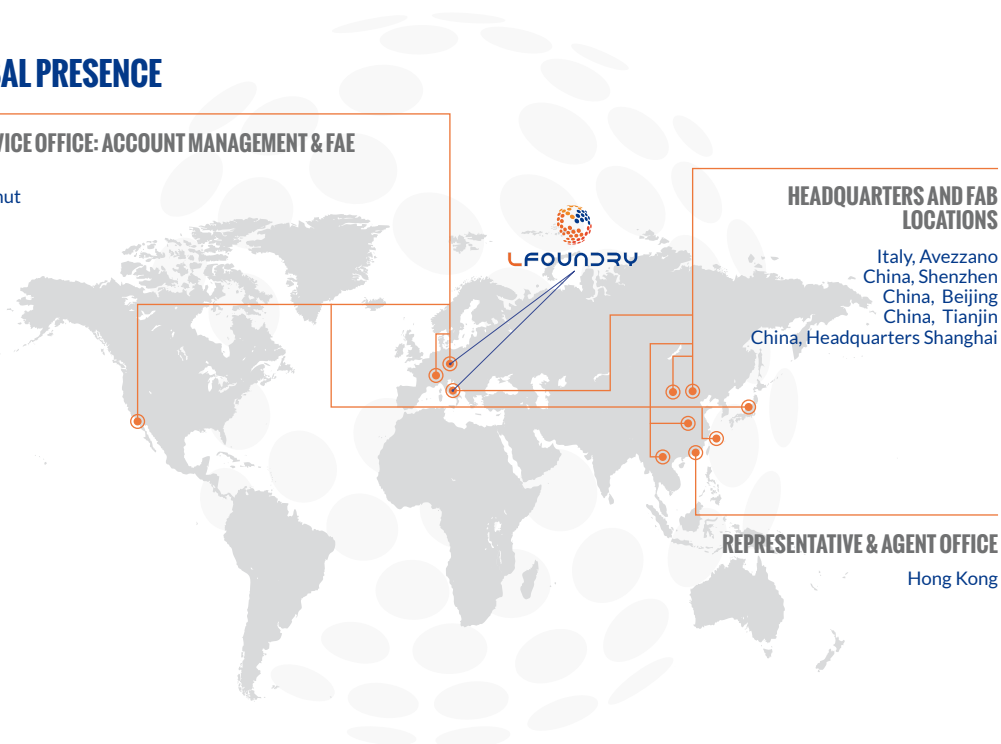 AL PRESENCE
VICE OFFICE: ACCOUNT MANAGEMENT & FAE
nut
LFOUNDRY
HEADQUARTERS AND FAB
LOCATIONS
Italy, Avezzano
China, Shenzhen
China, Beijing
China, Tianjin
China, Headquarters Shanghai
REPRESENTATIVE & AGENT OFFICE
Hong Kong